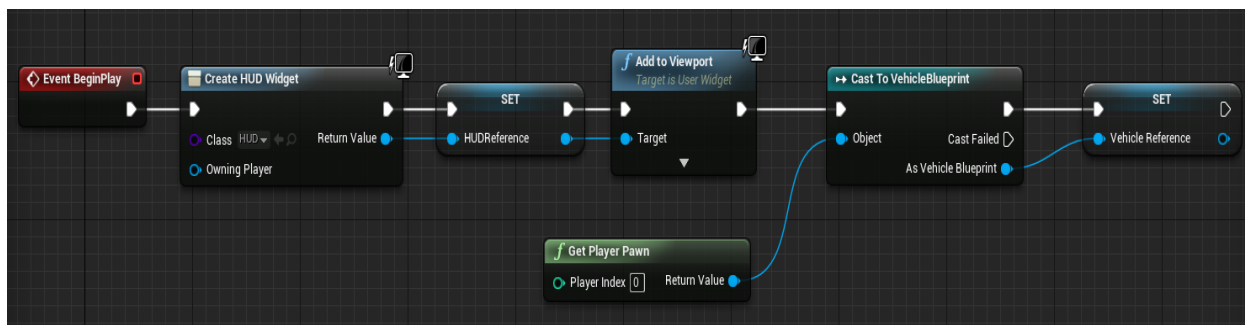 Event BeginPlay
Create HUD Widget
Class HUD Return Value
Owning Player
SET
HUDReference
Add to Viewport
Target is User Widget
Target
Cast To VehicleBlueprint
Object Cast Failed
As Vehicle Blueprint
SET
Vehicle Reference
Get Player Pawn
Player Index 0 Return Value